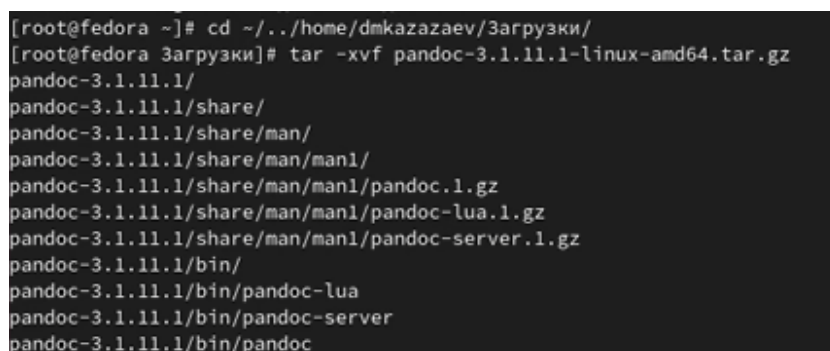 [root@fedora ~]# cd ~/../home/dmkazazaev/Загрузки/
[root@fedora Загрузки]# tar -xvf pandoc-3.1.11.1-linux-amd64.tar.gz
pandoc-3.1.11.1/
pandoc-3.1.11.1/share/
pandoc-3.1.11.1/share/man/
pandoc-3.1.11.1/share/man/man1/
pandoc-3.1.11.1/share/man/man1/pandoc.1.gz
pandoc-3.1.11.1/share/man/man1/pandoc-lua.1.gz
pandoc-3.1.11.1/share/man/man1/pandoc-server.1.gz
pandoc-3.1.11.1/bin/
pandoc-3.1.11.1/bin/pandoc-lua
pandoc-3.1.11.1/bin/pandoc-server
pandoc-3.1.11.1/bin/pandoc